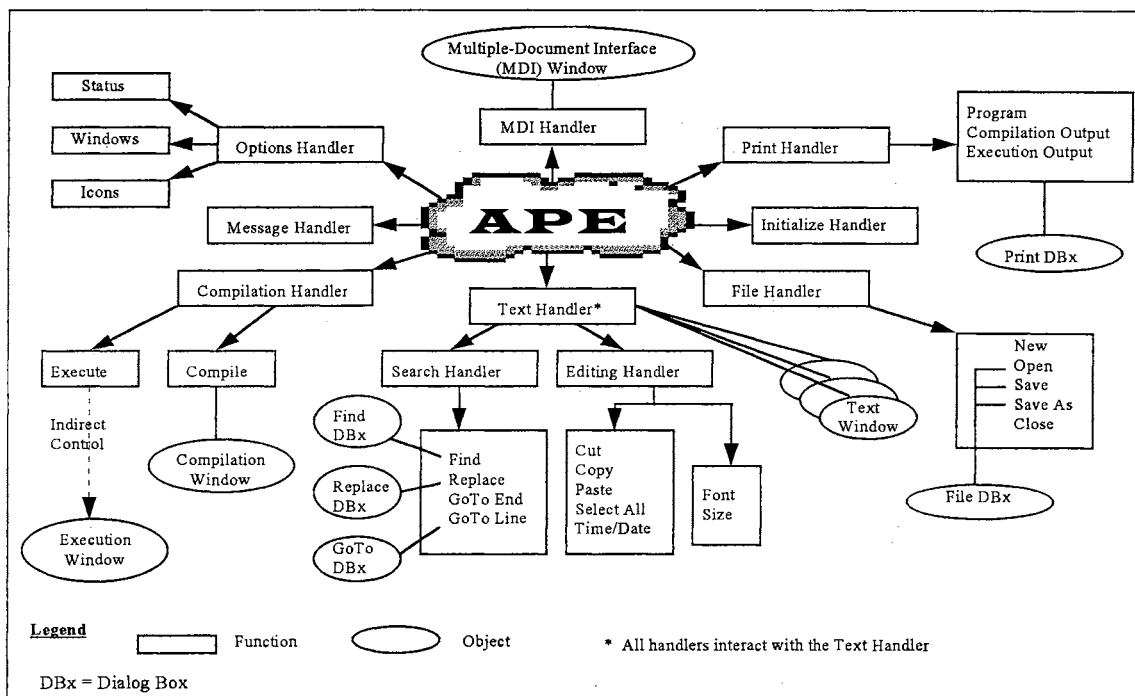 Multiple-Document Interface
(MDI) Window
Status
Windows
Icons
Options Handler
MDI Handler
Print Handler
Program
Compilation Output
Execution Output
Message Handler
APE
Initialize Handler
Print DBx
Compilation Handler
Text Handler*
File Handler
Execute
Compile
Search Handler
Editing Handler
Text
Window
New
Open
Save
Save As
Close
Indirect
Control
Compilation
Window
Find
DBx
Replace
DBx
GoTo
DBx
Find
Replace
GoTo End
GoTo Line
Cut
Copy
Paste
Select All
Time/Date
Font
Size
File DBx
Execution
Window
Legend
Function
Object
* All handlers interact with the Text Handler
DBx = Dialog Box